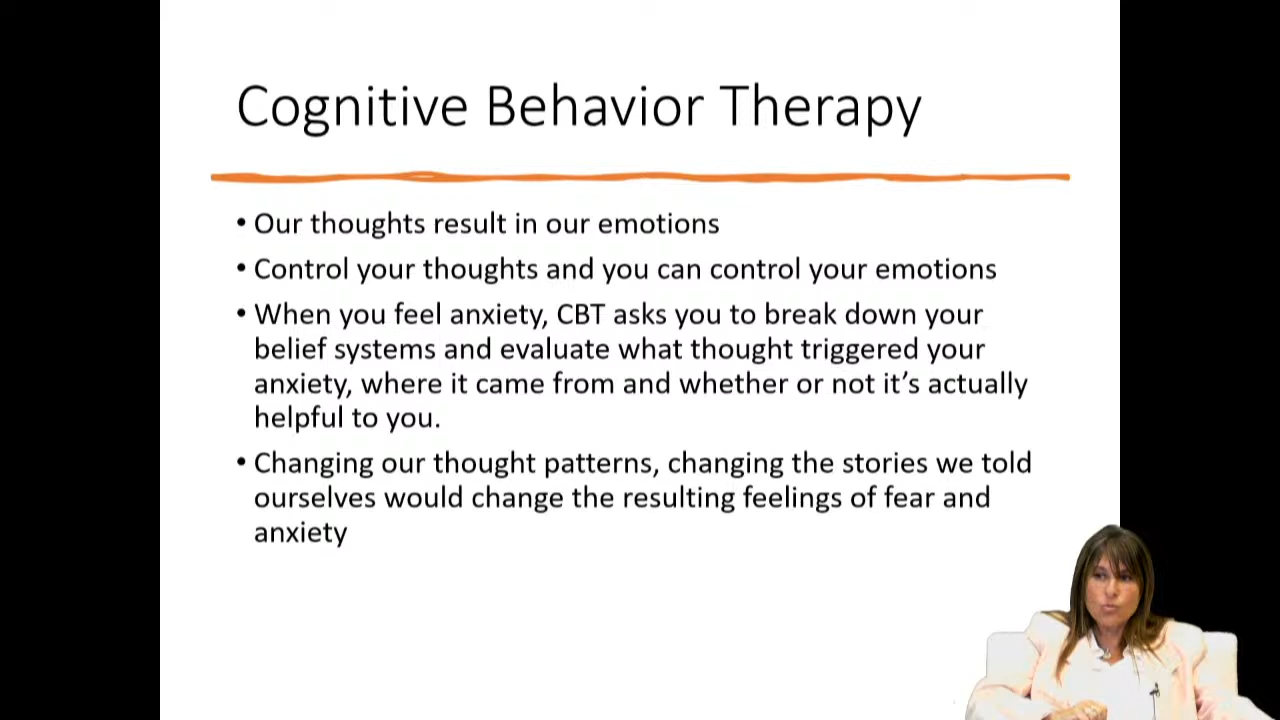 Cognitive Behavior Therapy
• Our thoughts result in our emotions
• Control your thoughts and you can control your emotions
• When you feel anxiety, CBT asks you to break down your
belief systems and evaluate what thought triggered your
anxiety, where it came from and whether or not it’s actually
helpful to you.
• Changing our thought patterns, changing the stories we told
ourselves would change the resulting feelings of fear and
anxiety